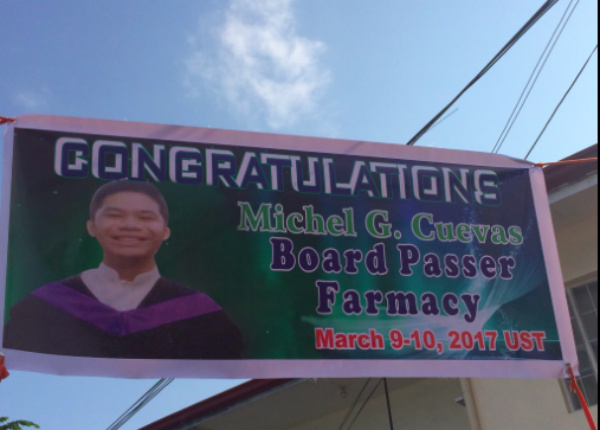 CONGRATULATIONS
Michel G. Cuevas
Board Passer
Farmacy
March 9-10, 2017 UST